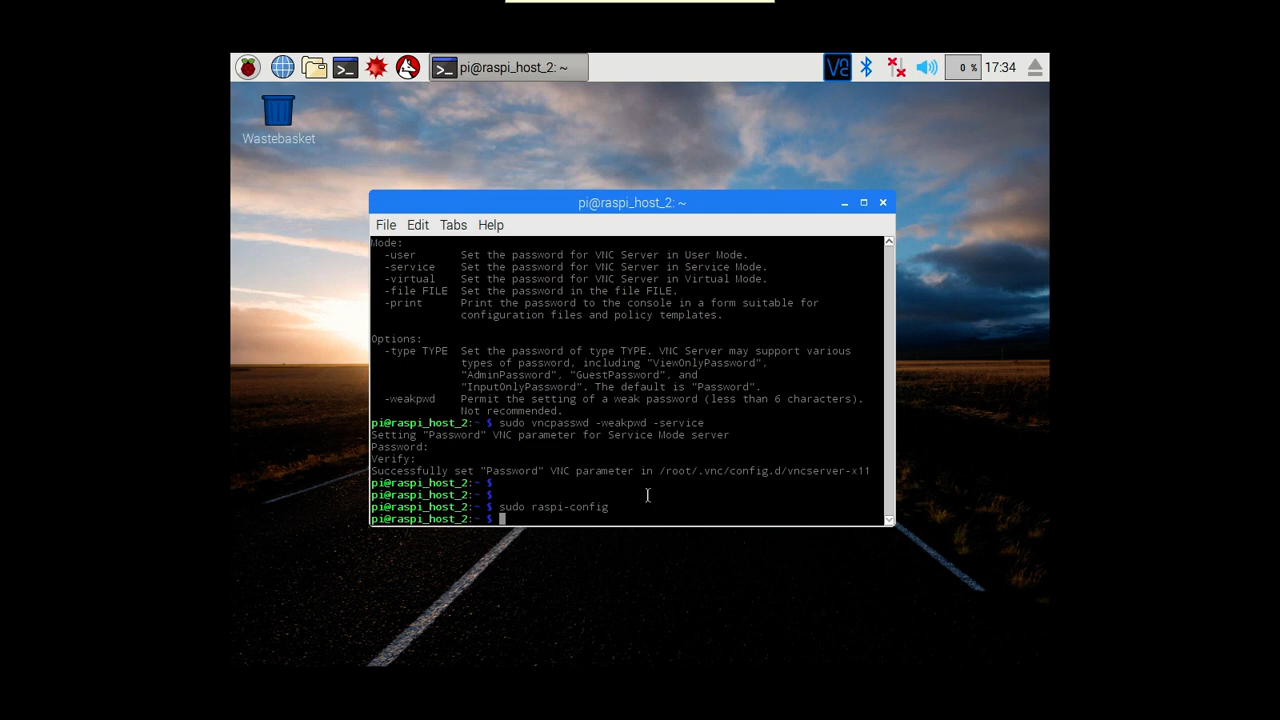 pi@raspi_host_2: ~
0 %
17:34
Wastebasket
pi@raspi_host_2: ~
File Edit Tabs Help
Mode:
-user Set the password for VNC Server in User Mode.
-service Set the password for VNC Server in Service Mode.
-virtual Set the password for VNC Server in Virtual Mode.
-file FILE Set the password in the file FILE.
-print Print the password to the console in a form suitable for
configuration files and policy templates.
Options:
-type TYPE Set the password of type TYPE. VNC Server may support various
types of password, including "ViewOnlyPassword",
"AdminPassword", "GuestPassword", and
"InputOnlyPassword". The default is "Password".
-weakpwd Permit the setting of a weak password (less than 6 characters).
Not recommended.
pi@raspi_host_2:~ $ sudo vncpasswd -weakpwd -service
Setting "Password" VNC parameter for Service Mode server
Password:
Verify:
Successfully set "Password" VNC parameter in /root/.vnc/config.d/vncserver-x11
pi@raspi_host_2:~ $
pi@raspi_host_2:~ $
pi@raspi_host_2:~ $ sudo raspi-config
pi@raspi_host_2:~ $